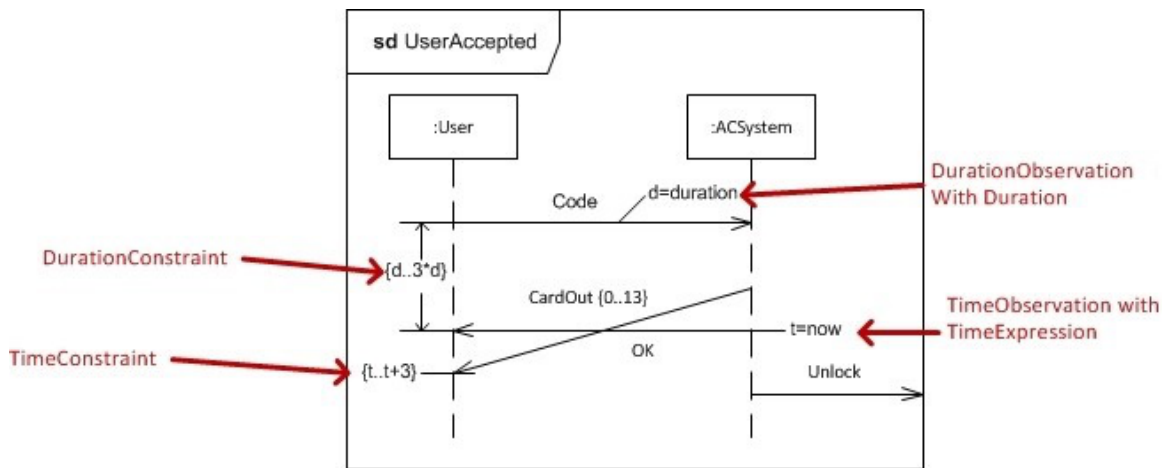 sd UserAccepted
:User
:ACSystem
DurationObservation
With Duration
d=duration
Code
DurationConstraint
{d..3*d}
CardOut {0..13}
TimeObservation with
TimeExpression
t=now
OK
TimeConstraint
{t..t+3}
Unlock